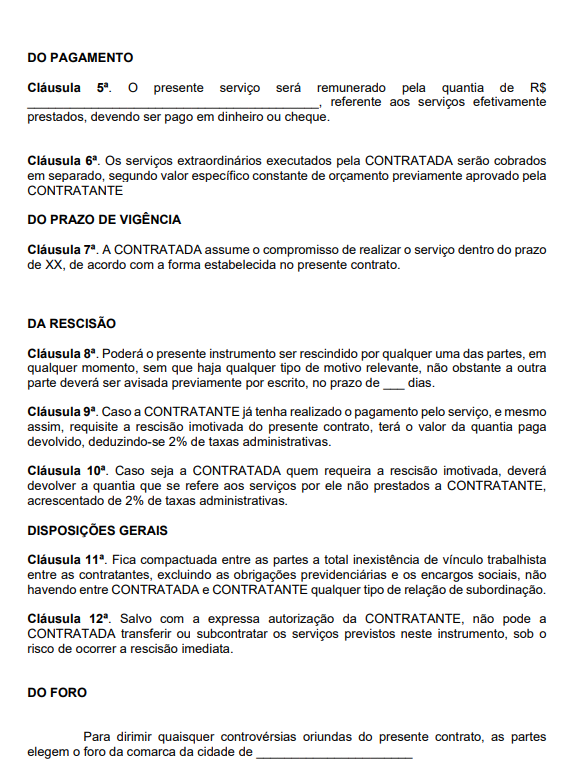 DO PAGAMENTO
Cláusula 5ª. O presente serviço será remunerado pela quantia de R$
_________________________________________, referente aos serviços efetivamente
prestados, devendo ser pago em dinheiro ou cheque.
Cláusula 6ª. Os serviços extraordinários executados pela CONTRATADA serão cobrados
em separado, segundo valor específico constante de orçamento previamente aprovado pela
CONTRATANTE
DO PRAZO DE VIGÊNCIA
Cláusula 7ª. A CONTRATADA assume o compromisso de realizar o serviço dentro do prazo
de XX, de acordo com a forma estabelecida no presente contrato.
DA RESCISÃO
Cláusula 8ª. Poderá o presente instrumento ser rescindido por qualquer uma das partes, em
qualquer momento, sem que haja qualquer tipo de motivo relevante, não obstante a outra
parte deverá ser avisada previamente por escrito, no prazo de ___ dias.
Cláusula 9ª. Caso a CONTRATANTE já tenha realizado o pagamento pelo serviço, e mesmo
assim, requisite a rescisão imotivada do presente contrato, terá o valor da quantia paga
devolvido, deduzindo-se 2% de taxas administrativas.
Cláusula 10ª. Caso seja a CONTRATADA quem requeira a rescisão imotivada, deverá
devolver a quantia que se refere aos serviços por ele não prestados a CONTRATANTE,
acrescentado de 2% de taxas administrativas.
DISPOSIÇÕES GERAIS
Cláusula 11ª. Fica compactuada entre as partes a total inexistência de vínculo trabalhista
entre as contratantes, excluindo as obrigações previdenciárias e os encargos sociais, não
havendo entre CONTRATADA e CONTRATANTE qualquer tipo de relação de subordinação.
Cláusula 12ª. Salvo com a expressa autorização da CONTRATANTE, não pode a
CONTRATADA transferir ou subcontratar os serviços previstos neste instrumento, sob o
risco de ocorrer a rescisão imediata.
DO FORO
Para dirimir quaisquer controvérsias oriundas do presente contrato, as partes
elegem o foro da comarca da cidade de ______________________